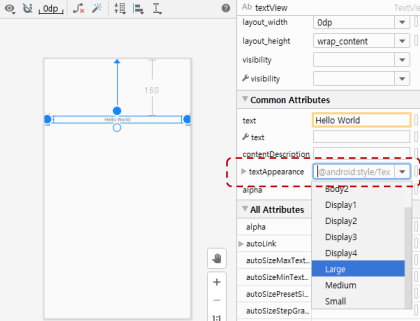 0dp
Ab textView
TextView
layout_width
0dp
layout_height
wrap_content
visibility
visibility
Common Attributes
text
Hello World
text
contentDescription
textAppearance
@android:style/Tex
alpha
Body2
Display1
Display2
Display3
Display4
Large
Medium
Small
All Attributes
alpha
autoLink
autoSizeMaxText...
autoSizeMinText...
autoSizePresetSi...
autoSizeStepGra...
160
Hello World
1:1